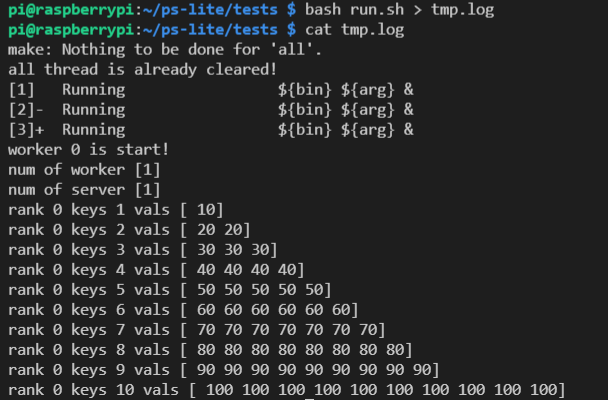 pi@raspberrypi:~/ps-lite/tests $ bash run.sh > tmp.log
pi@raspberrypi:~/ps-lite/tests $ cat tmp.log
make: Nothing to be done for 'all'.
all thread is already cleared!
[1]   Running                 ${bin} ${arg} &
[2]-  Running                 ${bin} ${arg} &
[3]+  Running                 ${bin} ${arg} &
worker 0 is start!
num of worker [1]
num of server [1]
rank 0 keys 1 vals [ 10]
rank 0 keys 2 vals [ 20 20]
rank 0 keys 3 vals [ 30 30 30]
rank 0 keys 4 vals [ 40 40 40 40]
rank 0 keys 5 vals [ 50 50 50 50 50]
rank 0 keys 6 vals [ 60 60 60 60 60 60]
rank 0 keys 7 vals [ 70 70 70 70 70 70 70]
rank 0 keys 8 vals [ 80 80 80 80 80 80 80 80]
rank 0 keys 9 vals [ 90 90 90 90 90 90 90 90 90]
rank 0 keys 10 vals [ 100 100 100 100 100 100 100 100 100 100]